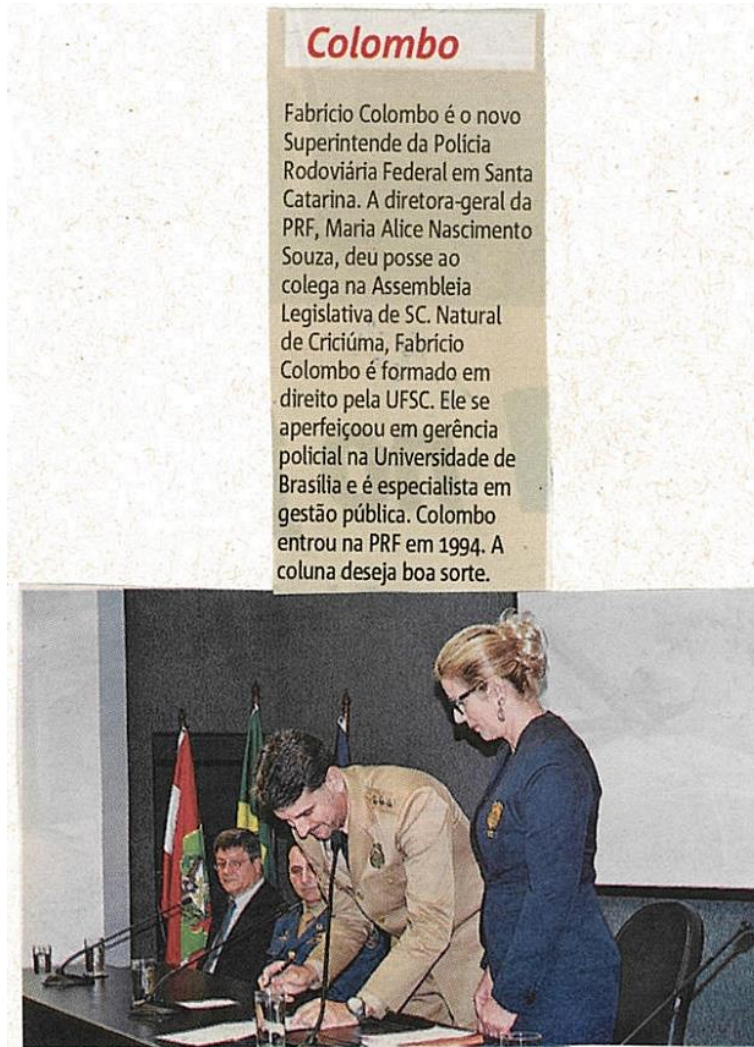 Colombo
Fabrício Colombo é o novo
Superintende da Polícia
Rodoviária Federal em Santa
Catarina. A diretora-geral da
PRF, Maria Alice Nascimento
Souza, deu posse ao
colega na Assembleia
Legislativa de SC. Natural
de Criciúma, Fabrício
Colombo é formado em
direito pela UFSC. Ele se
aperfeiçoou em gerência
policial na Universidade de
Brasília e é especialista em
gestão pública. Colombo
entrou na PRF em 1994. A
coluna deseja boa sorte.